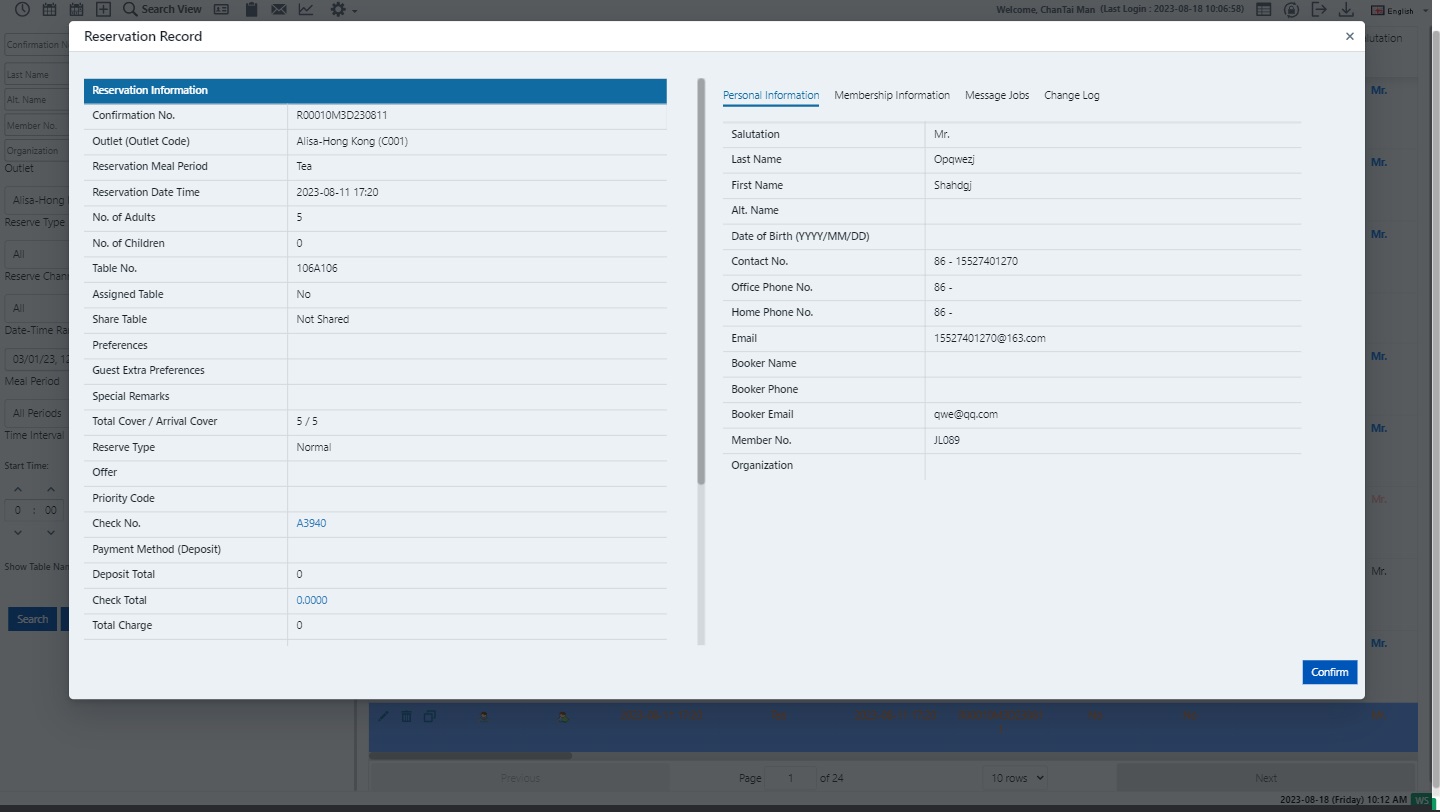 Search View
Welcome, ChanTai Man (Last Login : 2023-08-18 10:06:58)
English
Reservation Record
×
Confirmation N
Last Name
Alt. Name
Member No.
Organization
Outlet
Alisa-Hong
Reserve Type
All
Reserve Chan
All
Date-Time Ra
03/01/23, 12
Meal Period
All Periods
Time Interval
Start Time:
0 : 00
Show Table Nam
Search
Reservation Information
Confirmation No. R00010M3D230811
Outlet (Outlet Code) Alisa-Hong Kong (C001)
Reservation Meal Period Tea
Reservation Date Time 2023-08-11 17:20
No. of Adults 5
No. of Children 0
Table No. 106A106
Assigned Table No
Share Table Not Shared
Preferences
Guest Extra Preferences
Special Remarks
Total Cover / Arrival Cover 5 / 5
Reserve Type Normal
Offer
Priority Code
Check No. A3940
Payment Method (Deposit)
Deposit Total 0
Check Total 0.0000
Total Charge 0
Personal Information Membership Information Message Jobs Change Log
Salutation Mr.
Last Name Opqwezj
First Name Shahdgj
Alt. Name
Date of Birth (YYYY/MM/DD)
Contact No. 86 - 15527401270
Office Phone No. 86 -
Home Phone No. 86 -
Email 15527401270@163.com
Booker Name
Booker Phone
Booker Email qwe@qq.com
Member No. JL089
Organization
Confirm
lutation
Mr.
Mr.
Mr.
Mr.
Mr.
Mr.
Mr.
Mr.
Previous
Page 1 of 24
10 rows
Next
2023-08-18 (Friday) 10:12 AM WS